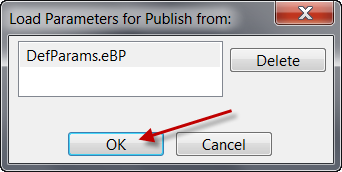 Load Parameters for Publish from:
DefParams.eBP
Delete
OK
Cancel